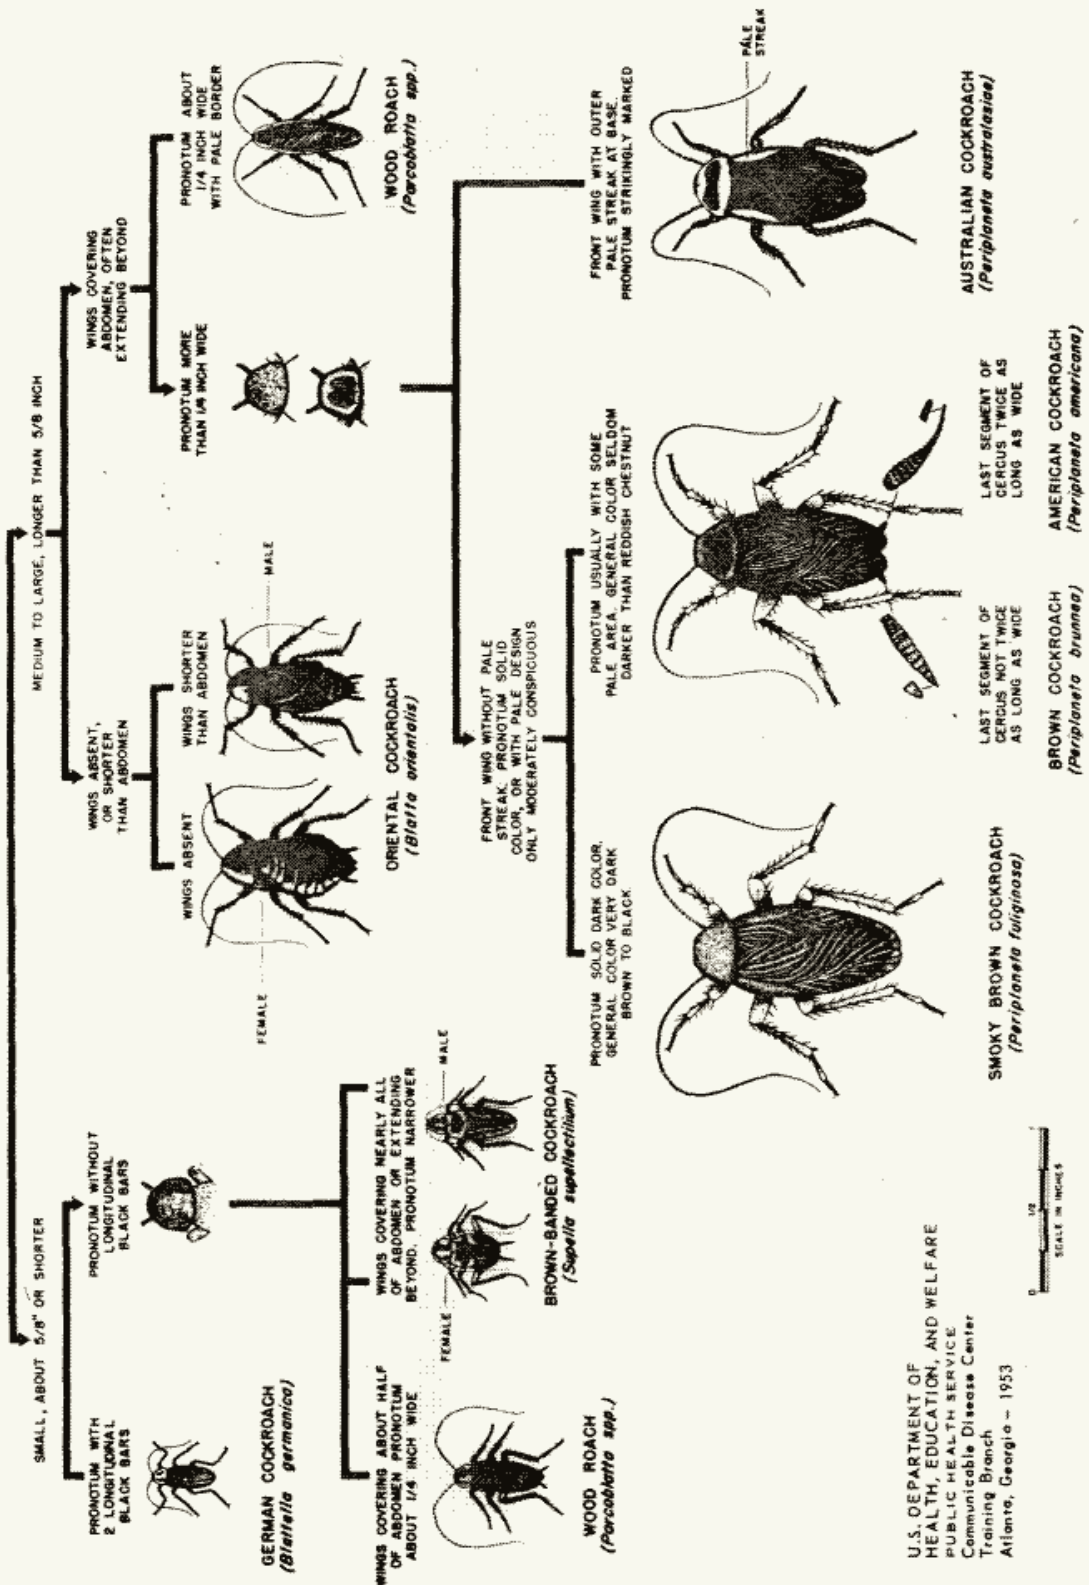 SMALL, ABOUT 5/8" OR SHORTER
MEDIUM TO LARGE, LONGER THAN 5/8 INCH
PRONOTUM WITH
2 LONGITUDINAL
BLACK BARS
PRONOTUM WITHOUT
LONGITUDINAL
BLACK BARS
WINGS ABSENT,
OR SHORTER
THAN ABDOMEN
WINGS COVERING
ABDOMEN, OFTEN
EXTENDING BEYOND
WINGS ABSENT
WINGS SHORTER
THAN ABDOMEN
PRONOTUM MORE
THAN 1/4 INCH WIDE
PRONOTUM ABOUT
1/4 INCH WIDE
WITH PALE BORDER
FEMALE
MALE
GERMAN COCKROACH
(Blattella germanica)
ORIENTAL COCKROACH
(Blatta orientalis)
WOOD ROACH
(Parcoblatta spp.)
WINGS COVERING ABOUT HALF
OF ABDOMEN PRONOTUM
ABOUT 1/4 INCH WIDE
WINGS COVERING NEARLY ALL
OF ABDOMEN OR EXTENDING
BEYOND, PRONOTUM NARROWER
FEMALE
MALE
WOOD ROACH
(Parcoblatta spp.)
BROWN-BANDED COCKROACH
(Supella supellectilium)
FRONT WING WITHOUT PALE
STREAK. PRONOTUM SOLID
COLOR, OR WITH PALE DESIGN
ONLY MODERATELY CONSPICUOUS
FRONT WING WITH OUTER
PALE STREAK AT BASE.
PRONOTUM STRIKINGLY MARKED
PRONOTUM SOLID DARK COLOR,
GENERAL COLOR VERY DARK
BROWN TO BLACK
PRONOTUM USUALLY WITH SOME
PALE AREA, GENERAL COLOR SELDOM
DARKER THAN REDDISH CHESTNUT
PALE
STREAK
SMOKY BROWN COCKROACH
(Periplaneta fuliginosa)
LAST SEGMENT OF
CERCUS NOT TWICE
AS LONG AS WIDE
BROWN COCKROACH
(Periplaneta brunnea)
LAST SEGMENT OF
CERCUS TWICE AS
LONG AS WIDE
AMERICAN COCKROACH
(Periplaneta americana)
AUSTRALIAN COCKROACH
(Periplaneta australasiae)
U.S. DEPARTMENT OF
HEALTH, EDUCATION, AND WELFARE
PUBLIC HEALTH SERVICE
Communicable Disease Center
Training Branch
Atlanta, Georgia – 1953
0 1/2 1
SCALE IN INCHES